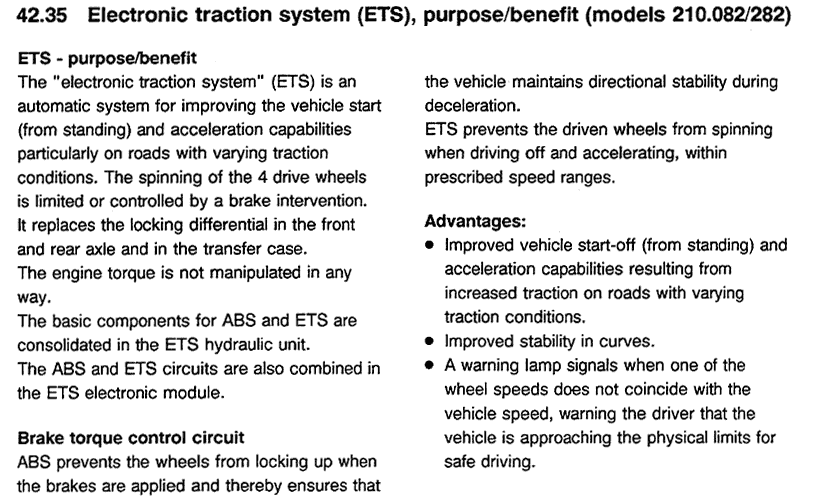 42.35 Electronic traction system (ETS), purpose/benefit (models 210.082/282)
ETS - purpose/benefit
The "electronic traction system" (ETS) is an
automatic system for improving the vehicle start
(from standing) and acceleration capabilities
particularly on roads with varying traction
conditions. The spinning of the 4 drive wheels
is limited or controlled by a brake intervention.
It replaces the locking differential in the front
and rear axle and in the transfer case.
The engine torque is not manipulated in any
way.
The basic components for ABS and ETS are
consolidated in the ETS hydraulic unit.
The ABS and ETS circuits are also combined in
the ETS electronic module.
Brake torque control circuit
ABS prevents the wheels from locking up when
the brakes are applied and thereby ensures that
the vehicle maintains directional stability during
deceleration.
ETS prevents the driven wheels from spinning
when driving off and accelerating, within
prescribed speed ranges.
Advantages:
● Improved vehicle start-off (from standing) and
acceleration capabilities resulting from
increased traction on roads with varying
traction conditions.
● Improved stability in curves.
● A warning lamp signals when one of the
wheel speeds does not coincide with the
vehicle speed, warning the driver that the
vehicle is approaching the physical limits for
safe driving.